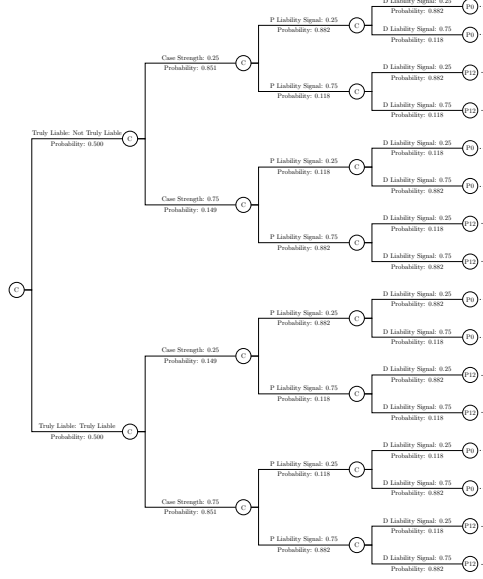 D Liability Signal: 0.25
Probability: 0.882
P0
P Liability Signal: 0.25
Probability: 0.882
C
D Liability Signal: 0.75
Probability: 0.118
P0
Case Strength: 0.25
Probability: 0.851
C
D Liability Signal: 0.25
Probability: 0.882
P12
P Liability Signal: 0.75
Probability: 0.118
C
D Liability Signal: 0.75
Probability: 0.118
P12
Truly Liable: Not Truly Liable
Probability: 0.500
C
D Liability Signal: 0.25
Probability: 0.118
P0
P Liability Signal: 0.25
Probability: 0.118
C
D Liability Signal: 0.75
Probability: 0.882
P0
Case Strength: 0.75
Probability: 0.149
C
D Liability Signal: 0.25
Probability: 0.118
P12
P Liability Signal: 0.75
Probability: 0.882
C
D Liability Signal: 0.75
Probability: 0.882
P12
C
D Liability Signal: 0.25
Probability: 0.882
P0
P Liability Signal: 0.25
Probability: 0.882
C
D Liability Signal: 0.75
Probability: 0.118
P0
Case Strength: 0.25
Probability: 0.149
C
D Liability Signal: 0.25
Probability: 0.882
P12
P Liability Signal: 0.75
Probability: 0.118
C
D Liability Signal: 0.75
Probability: 0.118
P12
Truly Liable: Truly Liable
Probability: 0.500
C
D Liability Signal: 0.25
Probability: 0.118
P0
P Liability Signal: 0.25
Probability: 0.118
C
D Liability Signal: 0.75
Probability: 0.882
P0
Case Strength: 0.75
Probability: 0.851
C
D Liability Signal: 0.25
Probability: 0.118
P12
P Liability Signal: 0.75
Probability: 0.882
C
D Liability Signal: 0.75
Probability: 0.882
P12